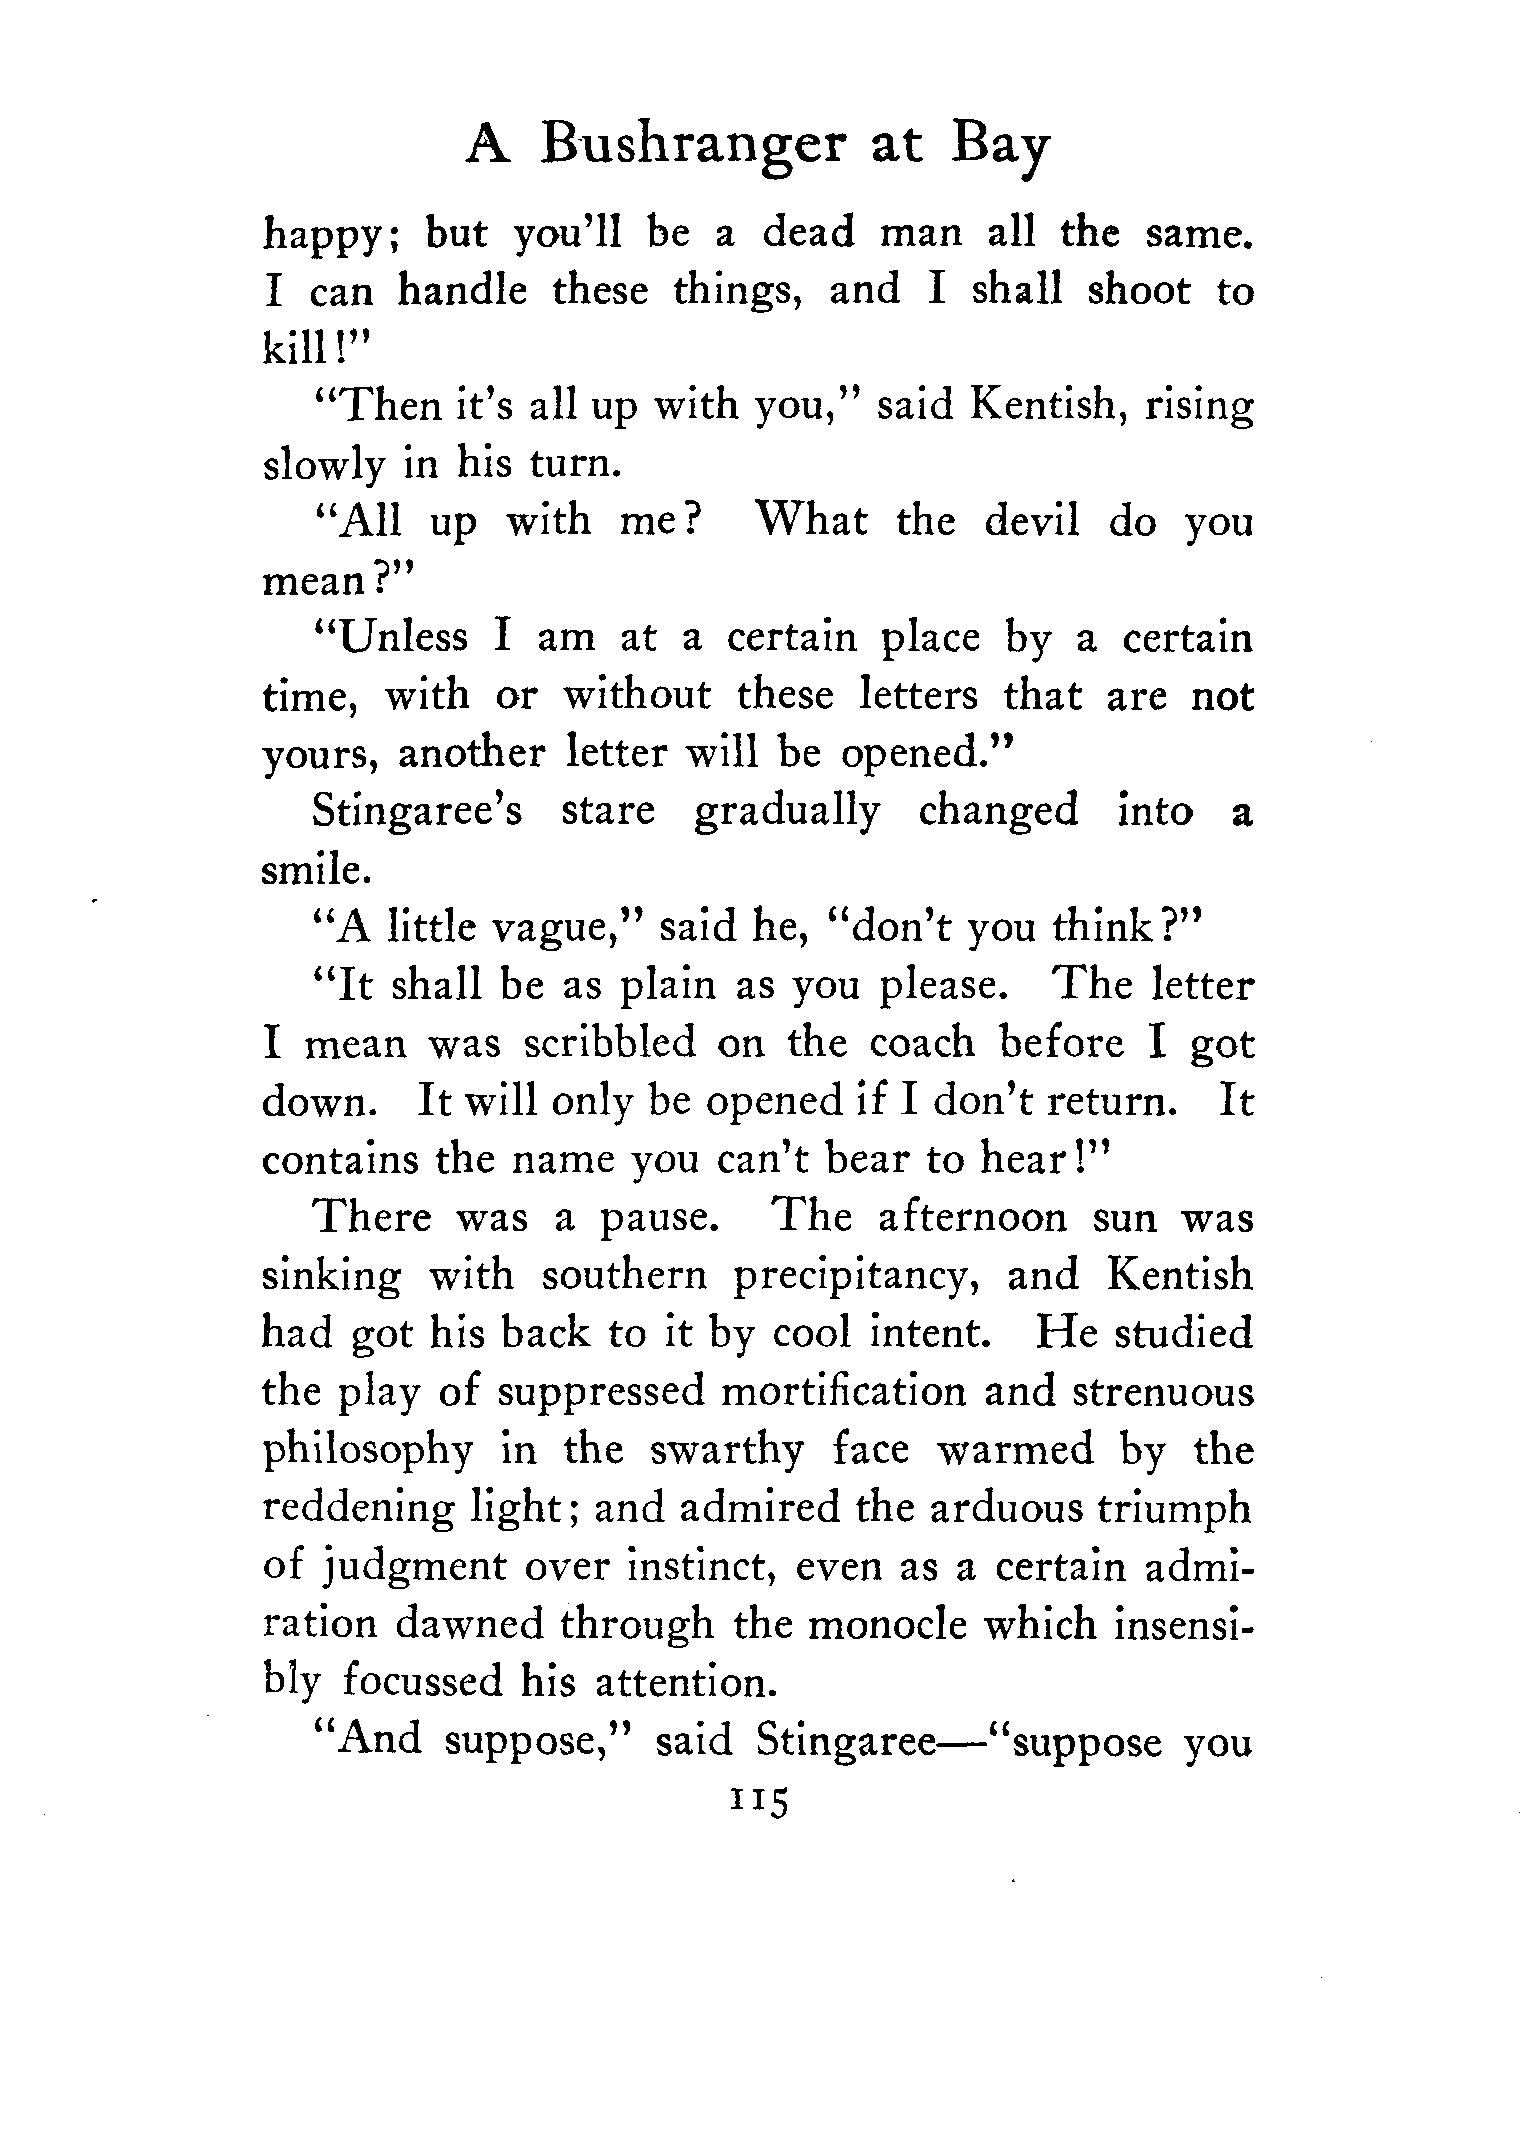 A Bushranger at Bay
happy; but you'll be a dead man all the same.
I can handle these things, and I shall shoot to
kill!"
"Then it's all up with you," said Kentish, rising
slowly in his turn.
"All up with me? What the devil do you
mean?"
"Unless I am at a certain place by a certain
time, with or without these letters that are not
yours, another letter will be opened."
Stingaree's stare gradually changed into a
smile.
"A little vague," said he, "don't you think?"
"It shall be as plain as you please. The letter
I mean was scribbled on the coach before I got
down. It will only be opened if I don't return. It
contains the name you can't bear to hear!"
There was a pause. The afternoon sun was
sinking with southern precipitancy, and Kentish
had got his back to it by cool intent. He studied
the play of suppressed mortification and strenuous
philosophy in the swarthy face warmed by the
reddening light; and admired the arduous triumph
of judgment over instinct, even as a certain admi-
ration dawned through the monocle which insensi-
bly focussed his attention.
"And suppose," said Stingaree—"suppose you
115